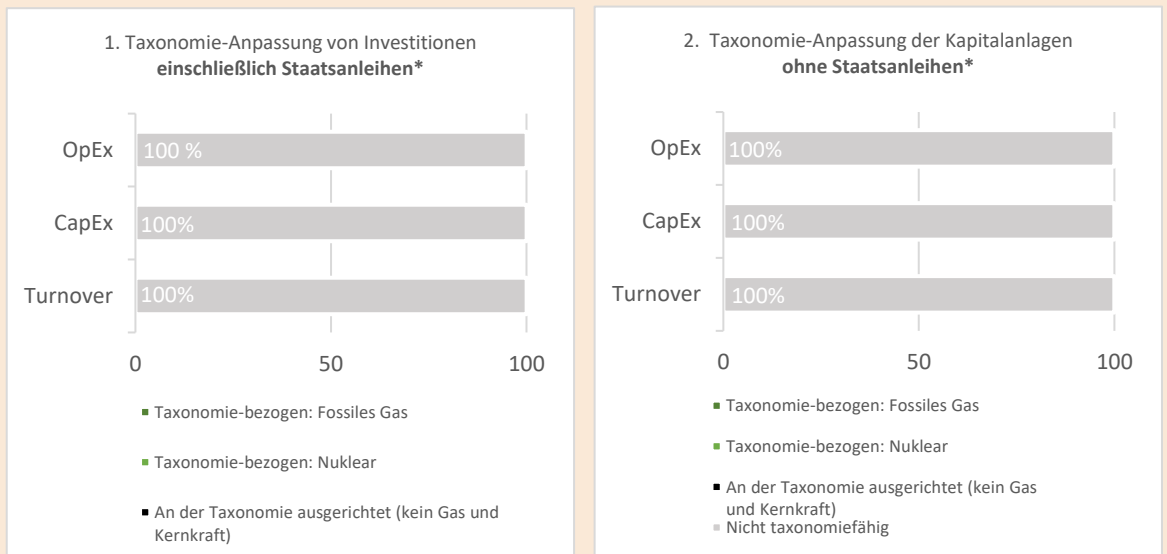 1. Taxonomie-Anpassung von Investitionen
einschließlich Staatsanleihen*
OpEx
100 %
CapEx
100%
Turnover
100%
0
50
100
Taxonomie-bezogen: Fossiles Gas
Taxonomie-bezogen: Nuklear
An der Taxonomie ausgerichtet (kein Gas und
Kernkraft)
2. Taxonomie-Anpassung der Kapitalanlagen
ohne Staatsanleihen*
OpEx
100%
CapEx
100%
Turnover
100%
0
50
100
Taxonomie-bezogen: Fossiles Gas
Taxonomie-bezogen: Nuklear
An der Taxonomie ausgerichtet (kein Gas
und Kernkraft)
Nicht taxonomiefähig